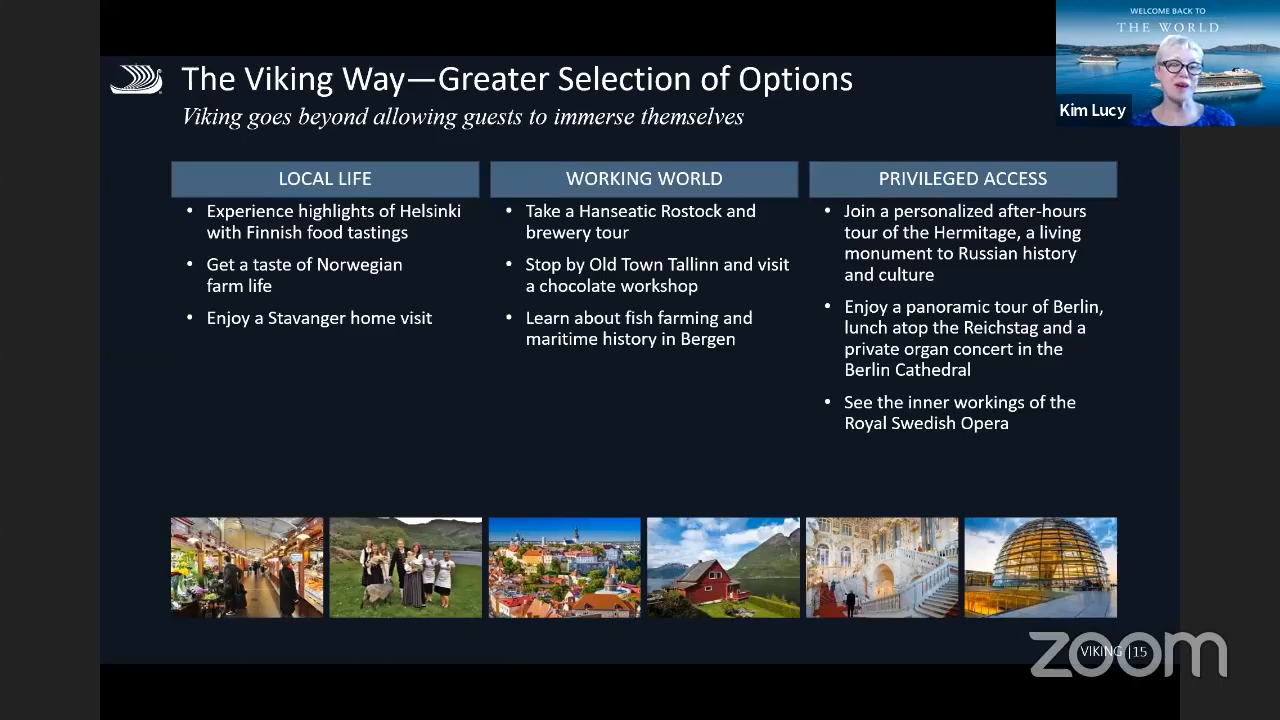 The Viking Way—Greater Selection of Options
Viking goes beyond allowing guests to immerse themselves
WELCOME BACK TO
THE WORLD
Kim Lucy
LOCAL LIFE
• Experience highlights of Helsinki
with Finnish food tastings
• Get a taste of Norwegian
farm life
• Enjoy a Stavanger home visit
WORKING WORLD
• Take a Hanseatic Rostock and
brewery tour
• Stop by Old Town Tallinn and visit
a chocolate workshop
• Learn about fish farming and
maritime history in Bergen
PRIVILEGED ACCESS
• Join a personalized after-hours
tour of the Hermitage, a living
monument to Russian history
and culture
• Enjoy a panoramic tour of Berlin,
lunch atop the Reichstag and a
private organ concert in the
Berlin Cathedral
• See the inner workings of the
Royal Swedish Opera
VIKING | 15
zoom